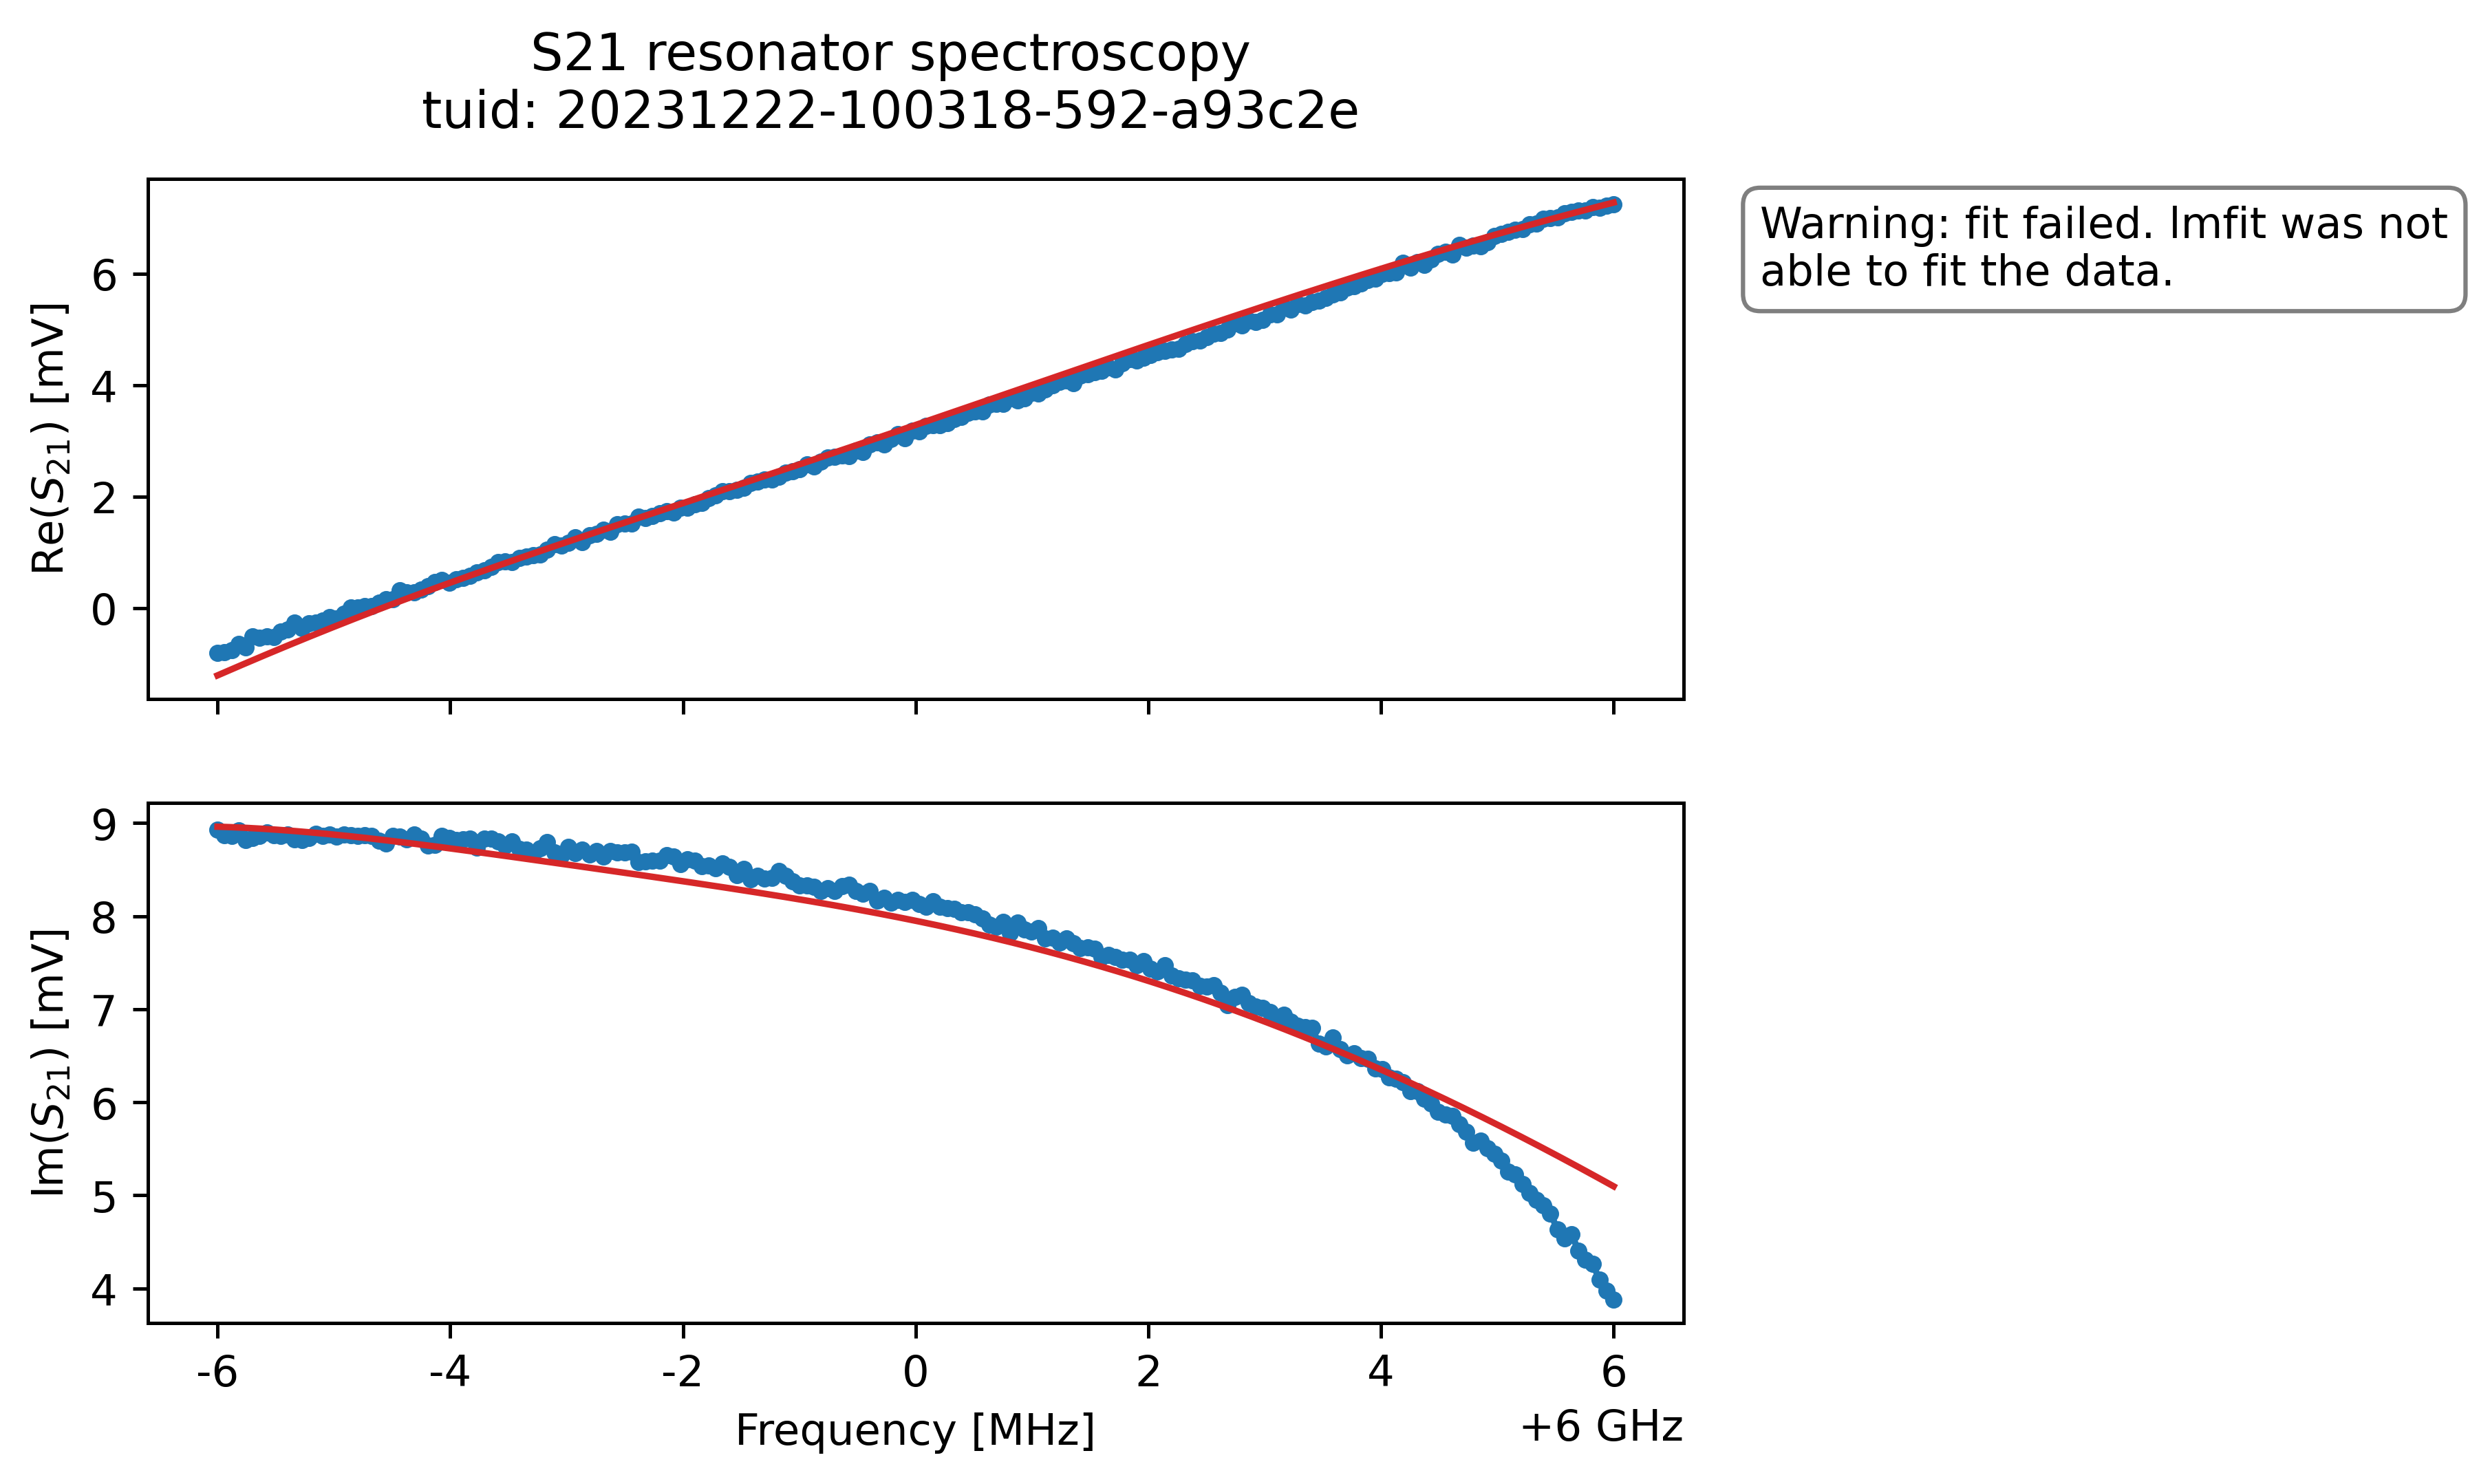 S21 resonator spectroscopy
tuid: 20231222-100318-592-a93c2e
Warning: fit failed. lmfit was not
able to fit the data.
Re(S21) [mV]
6
4
2
0
Im(S21) [mV]
9
8
7
6
5
4
-6 -4 -2 0 2 4 6
Frequency [MHz]
+6 GHz